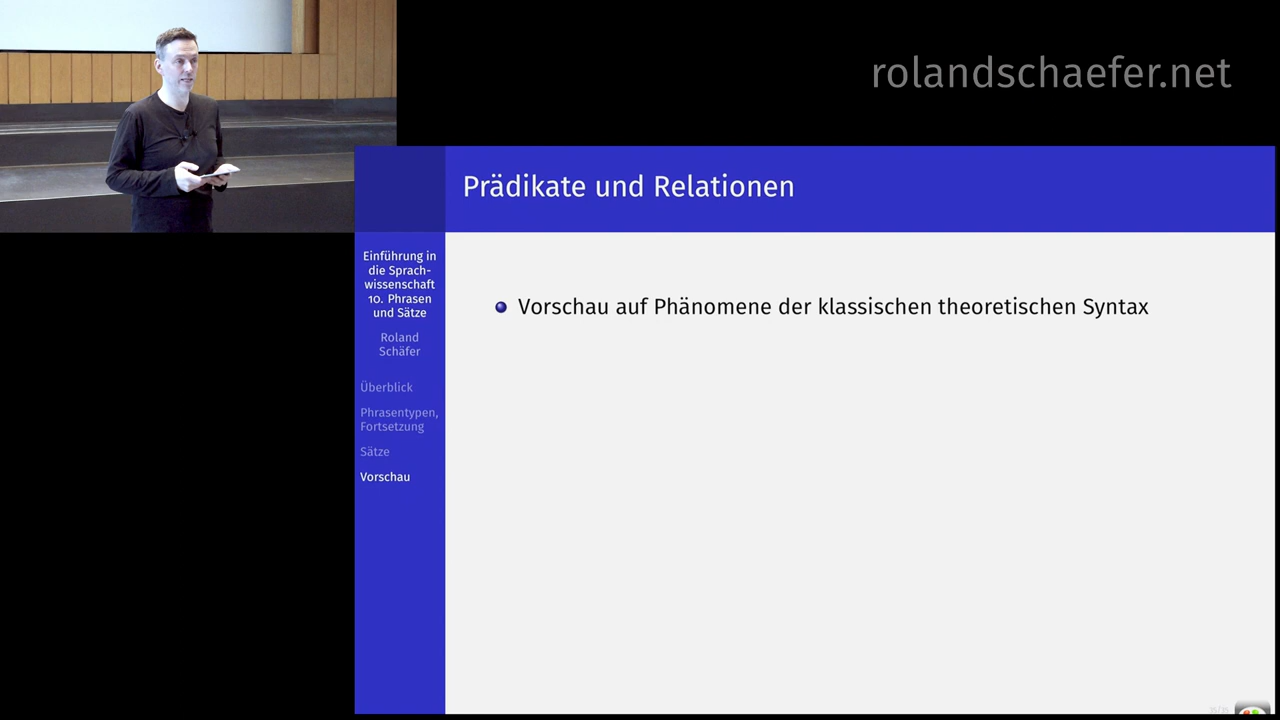 rolandschaefer.net
Prädikate und Relationen
Einführung in
die Sprach-
wissenschaft
10. Phrasen
und Sätze
Roland
Schäfer
Überblick
Phrasentypen,
Fortsetzung
Sätze
Vorschau
Vorschau auf Phänomene der klassischen theoretischen Syntax